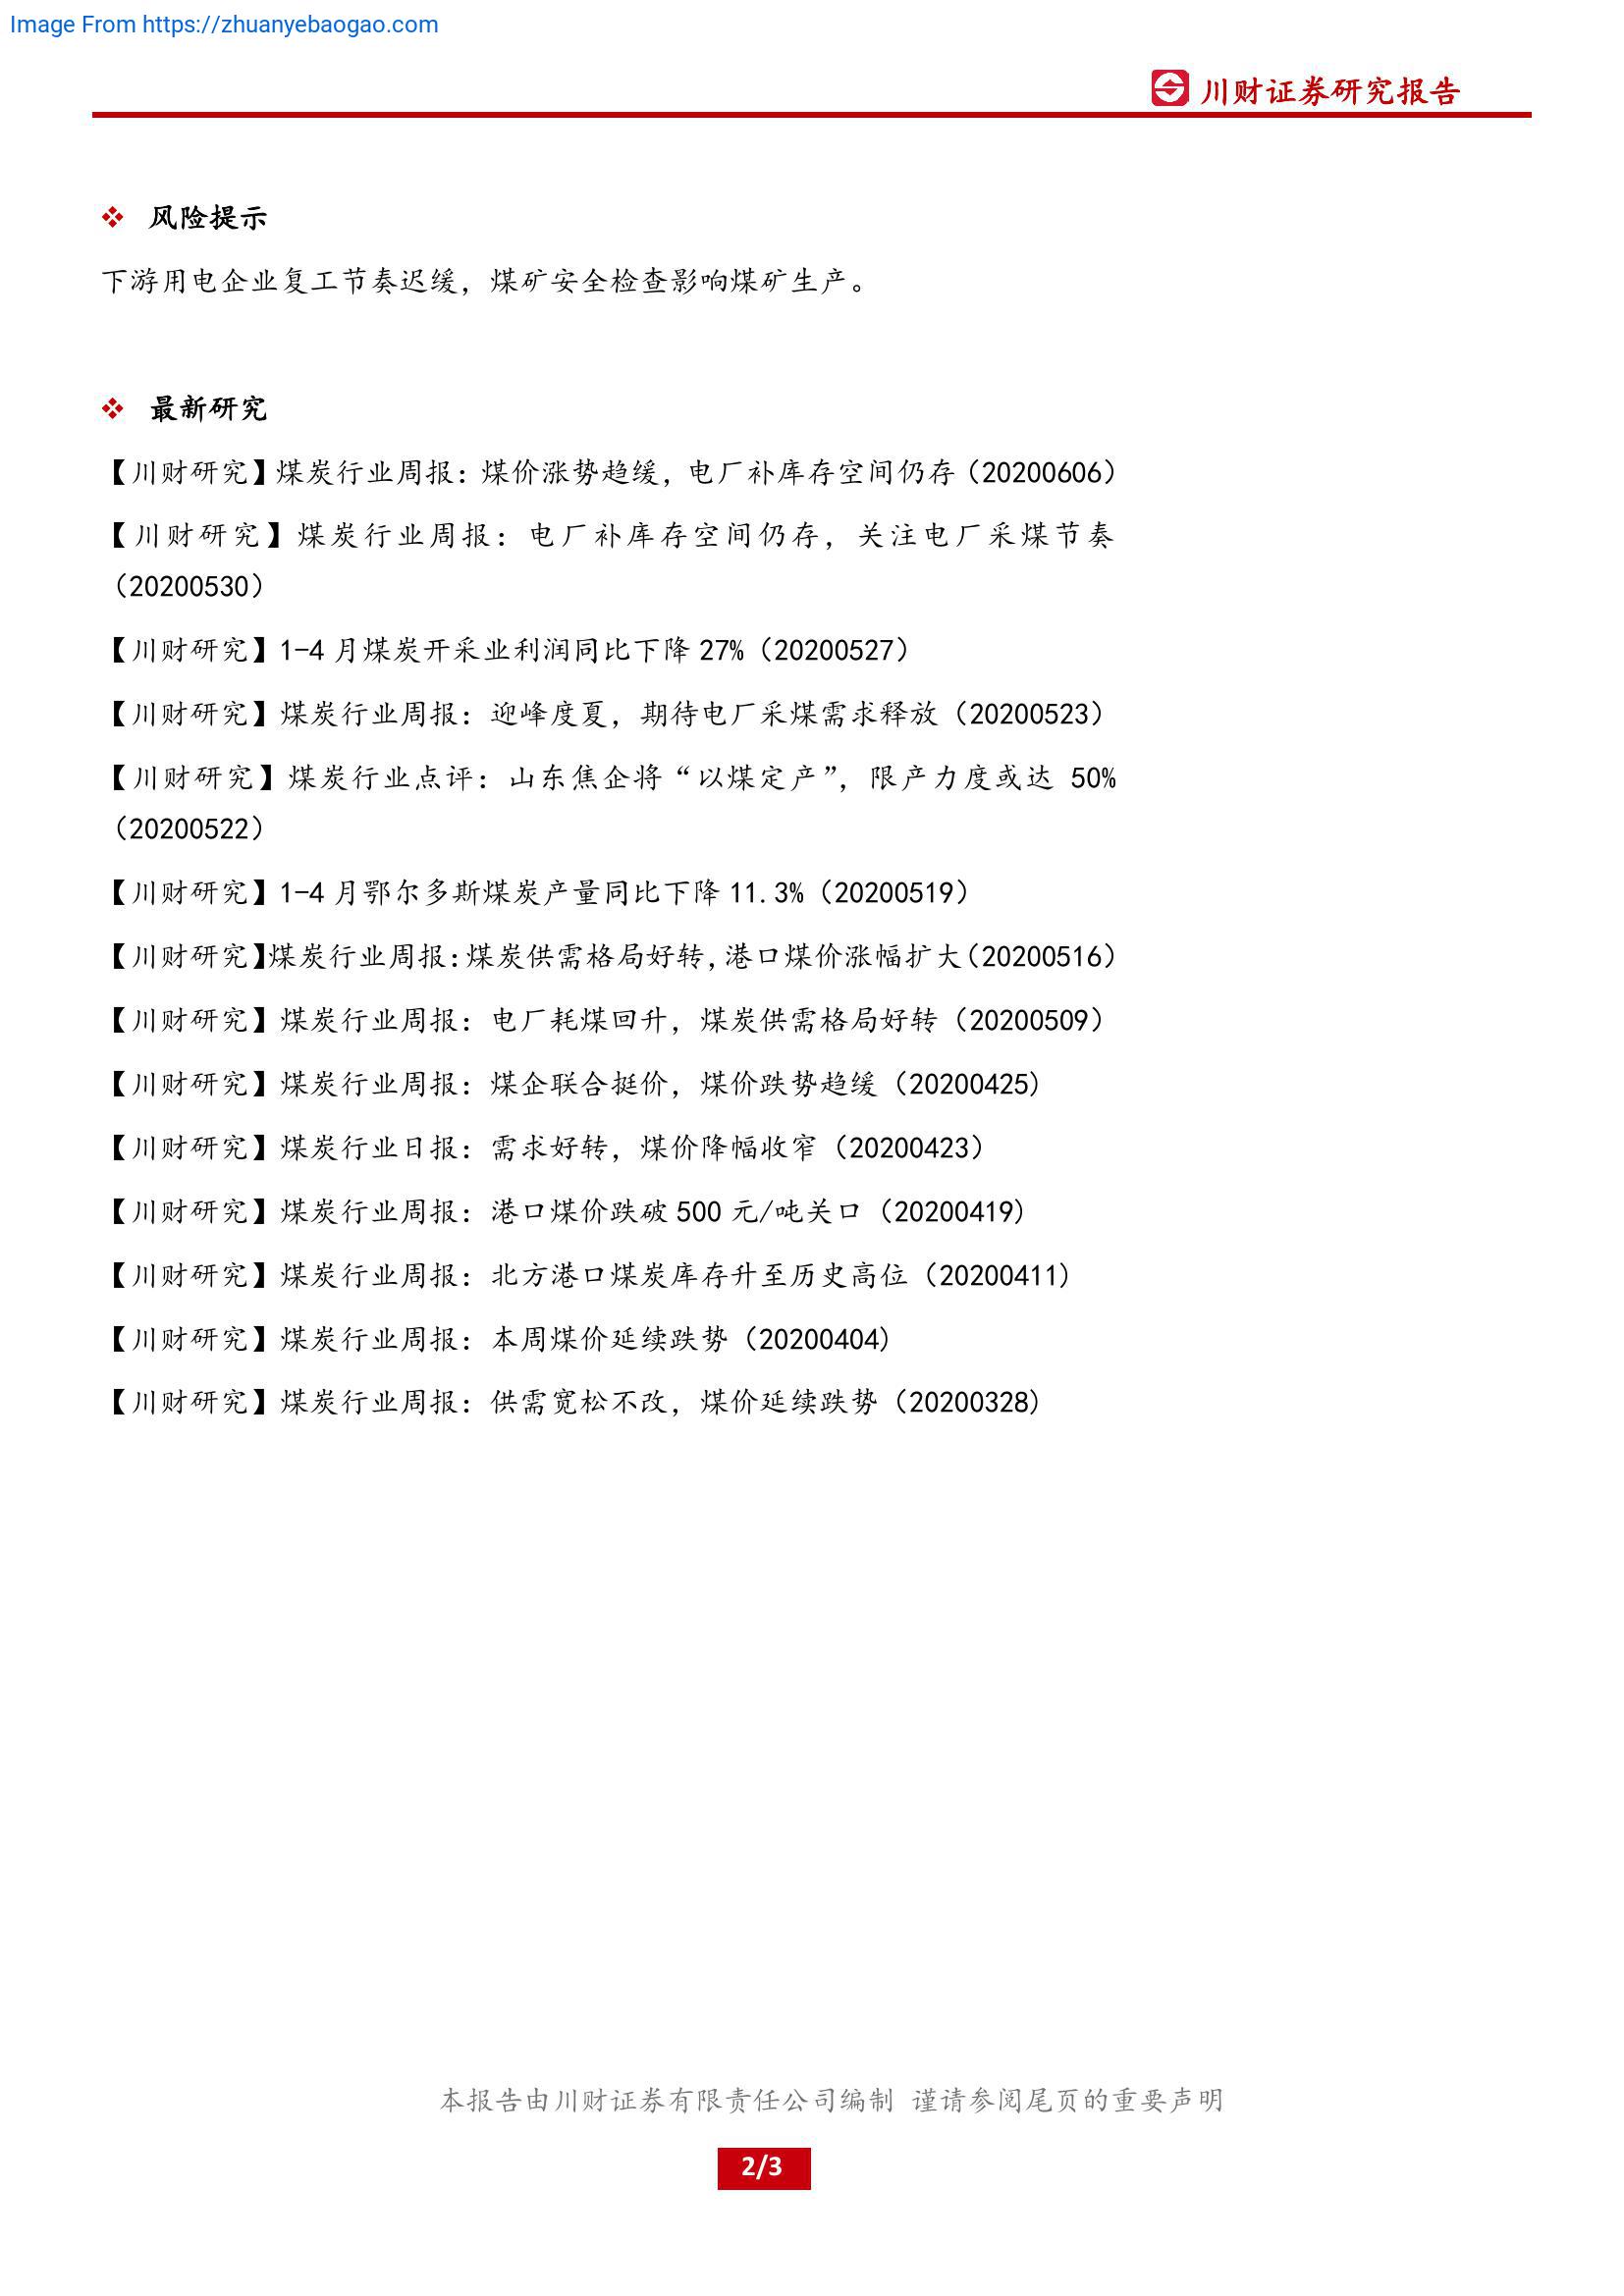 Image From https://zhuanyebaogao.com
川财证券研究报告
❖ 风险提示
下游用电企业复工节奏迟缓，煤矿安全检查影响煤矿生产。
❖ 最新研究
【川财研究】煤炭行业周报：煤价涨势趋缓，电厂补库存空间仍存（20200606）
【川财研究】煤炭行业周报：电厂补库存空间仍存，关注电厂采煤节奏
（20200530）
【川财研究】1-4 月煤炭开采业利润同比下降 27%（20200527）
【川财研究】煤炭行业周报：迎峰度夏，期待电厂采煤需求释放（20200523）
【川财研究】煤炭行业点评：山东焦企将“以煤定产”，限产力度或达 50%
（20200522）
【川财研究】1-4 月鄂尔多斯煤炭产量同比下降 11.3%（20200519）
【川财研究】煤炭行业周报：煤炭供需格局好转，港口煤价涨幅扩大（20200516）
【川财研究】煤炭行业周报：电厂耗煤回升，煤炭供需格局好转（20200509）
【川财研究】煤炭行业周报：煤企联合挺价，煤价跌势趋缓（20200425)
【川财研究】煤炭行业日报：需求好转，煤价降幅收窄（20200423）
【川财研究】煤炭行业周报：港口煤价跌破 500 元/吨关口（20200419)
【川财研究】煤炭行业周报：北方港口煤炭库存升至历史高位（20200411)
【川财研究】煤炭行业周报：本周煤价延续跌势（20200404)
【川财研究】煤炭行业周报：供需宽松不改，煤价延续跌势（20200328)
本报告由川财证券有限责任公司编制 谨请参阅尾页的重要声明
2/3